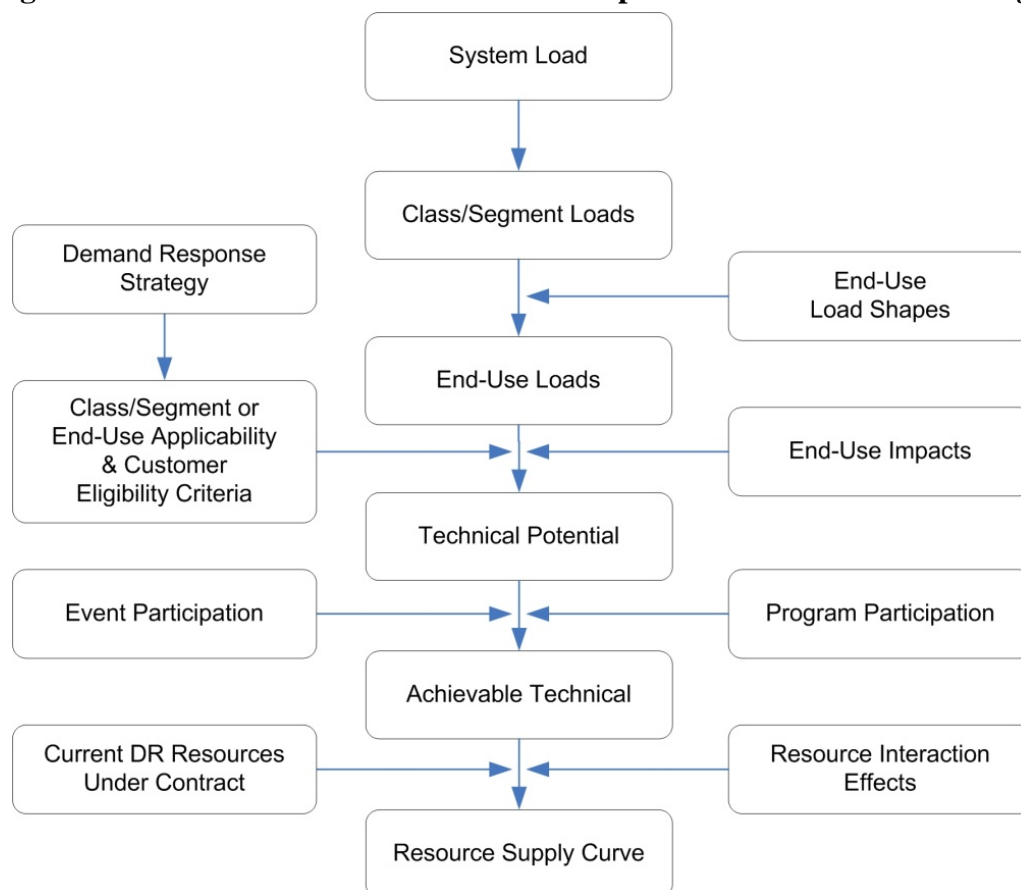 System Load
Class/Segment Loads
Demand Response
Strategy
End-Use
Load Shapes
End-Use Loads
Class/Segment or
End-Use Applicability
& Customer
Eligibility Criteria
End-Use Impacts
Technical Potential
Event Participation
Program Participation
Achievable Technical
Current DR Resources
Under Contract
Resource Interaction
Effects
Resource Supply Curve